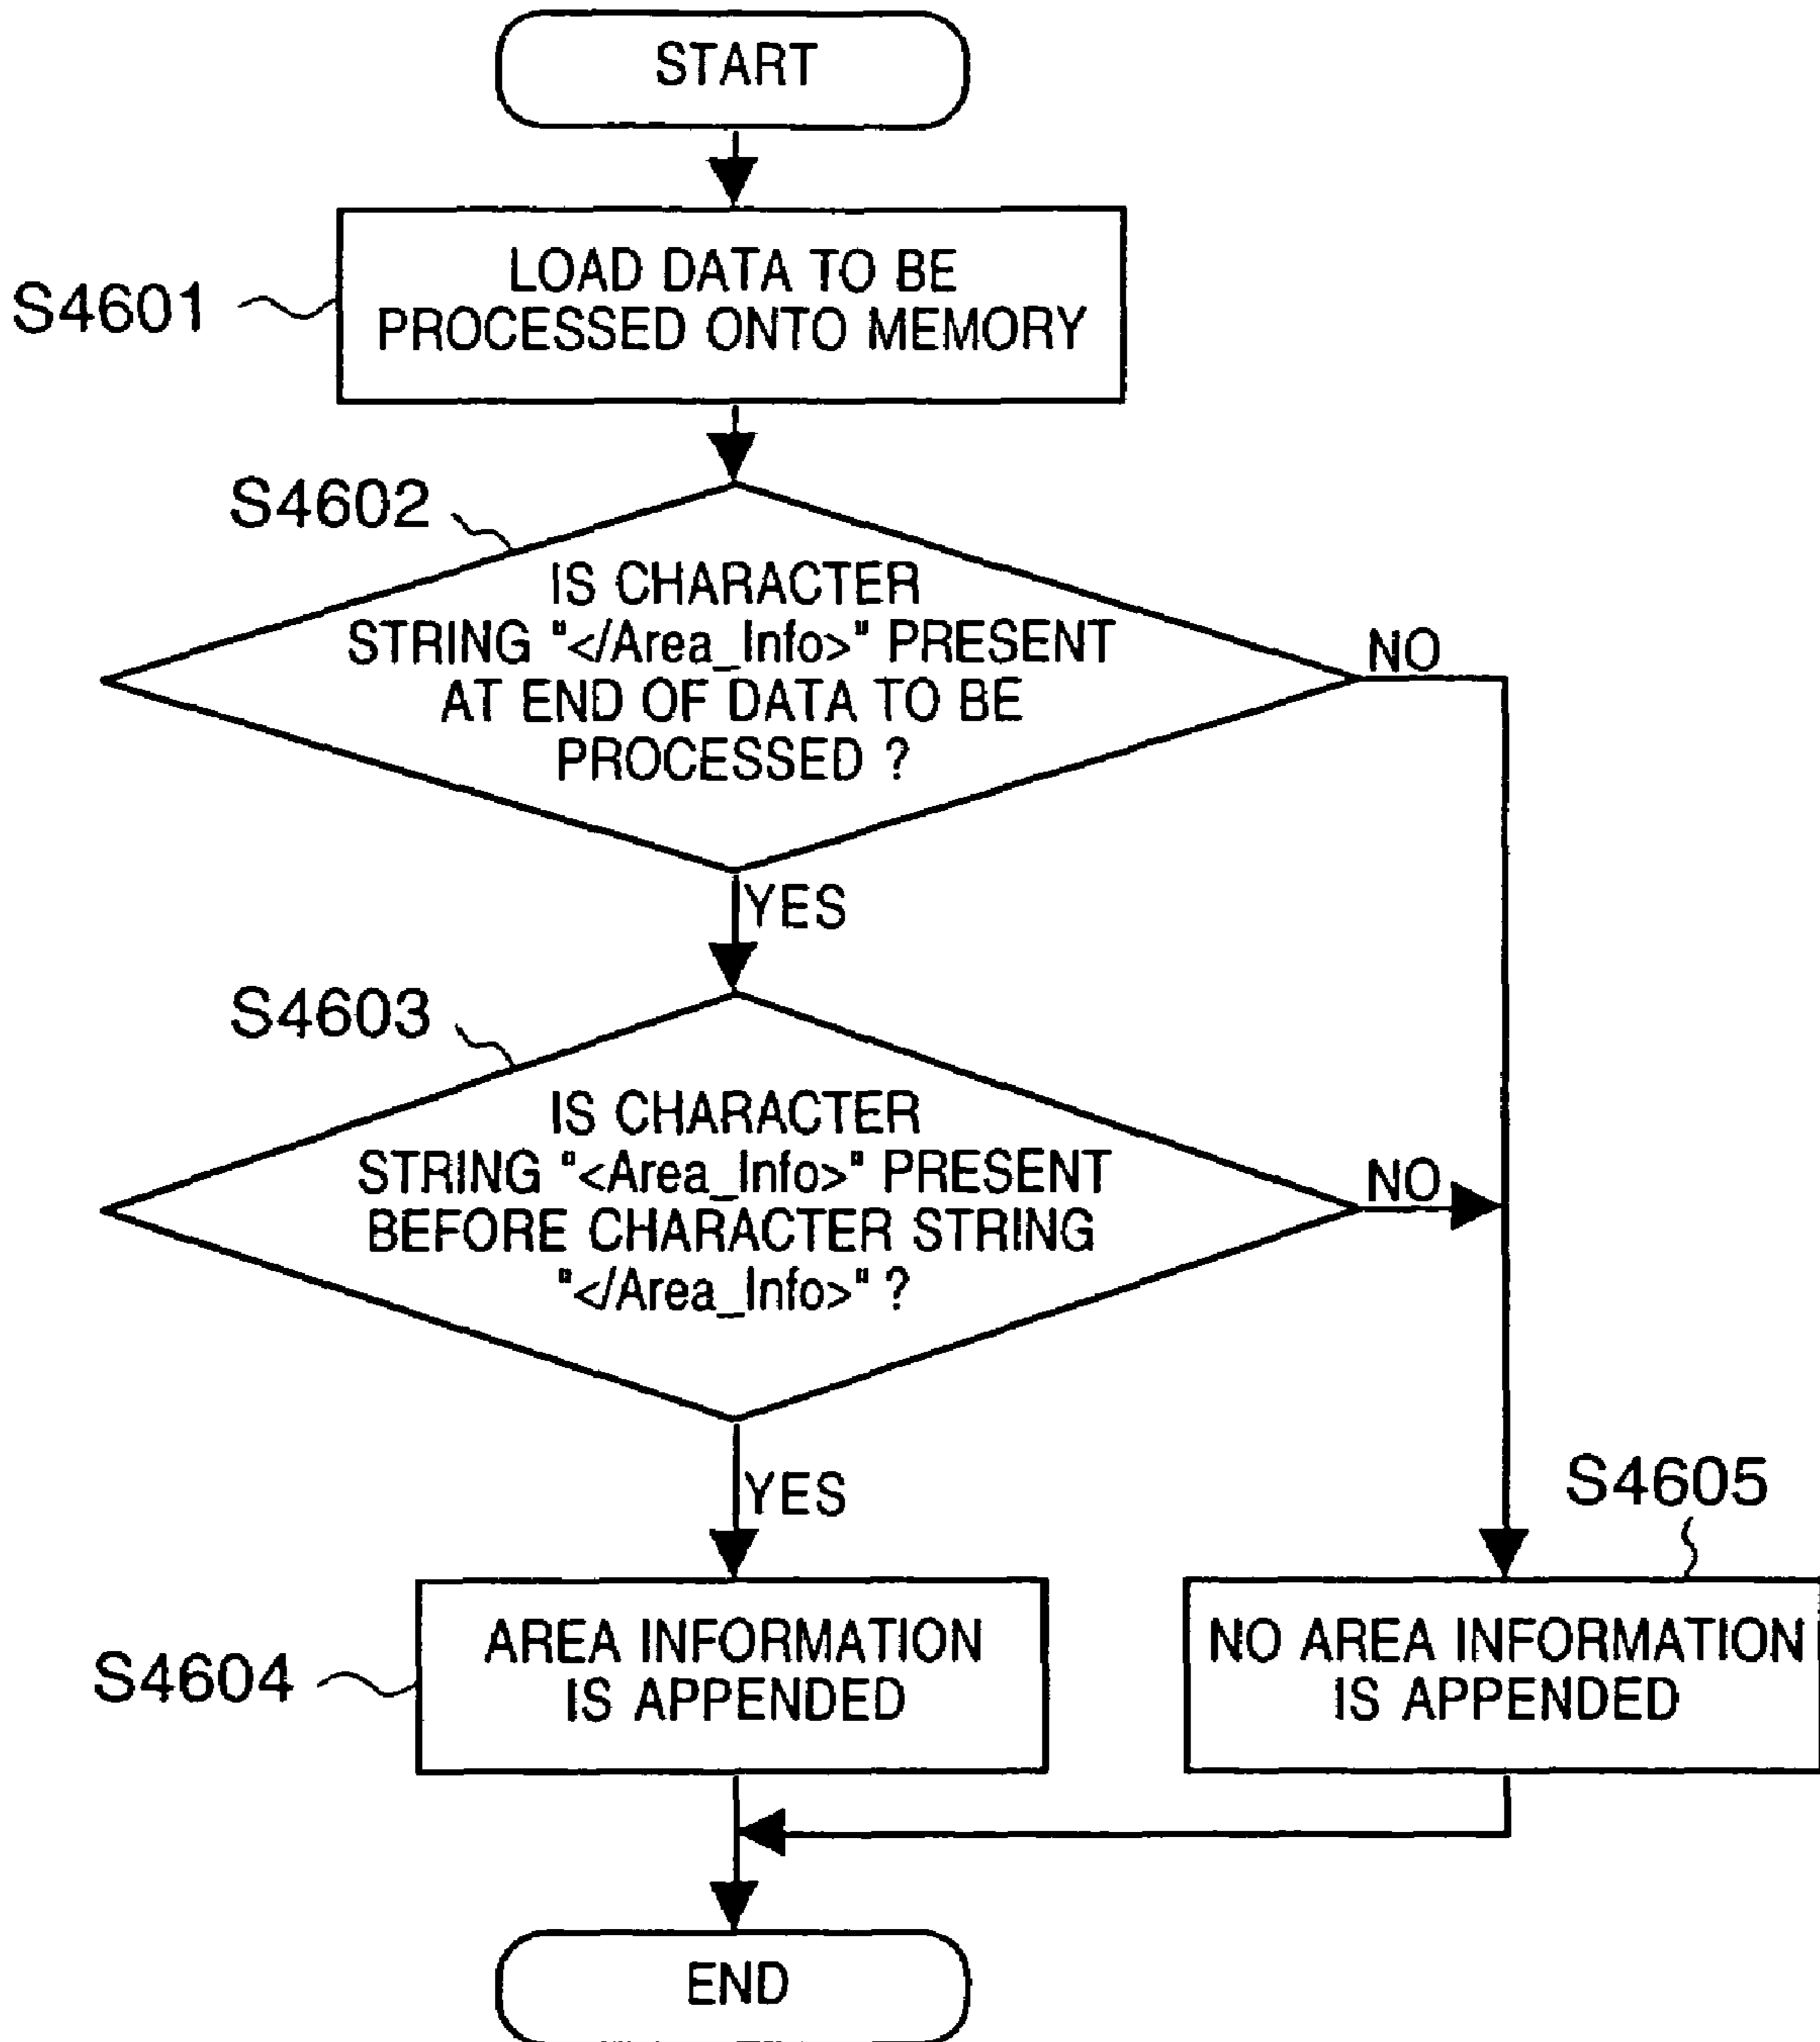 START
S4601
LOAD DATA TO BE
PROCESSED ONTO MEMORY
S4602
IS CHARACTER
STRING "</Area_Info>" PRESENT
AT END OF DATA TO BE
PROCESSED ?
NO
YES
S4603
IS CHARACTER
STRING "<Area_Info>" PRESENT
BEFORE CHARACTER STRING
"</Area_Info>" ?
NO
YES
S4604
AREA INFORMATION
IS APPENDED
S4605
NO AREA INFORMATION
IS APPENDED
END